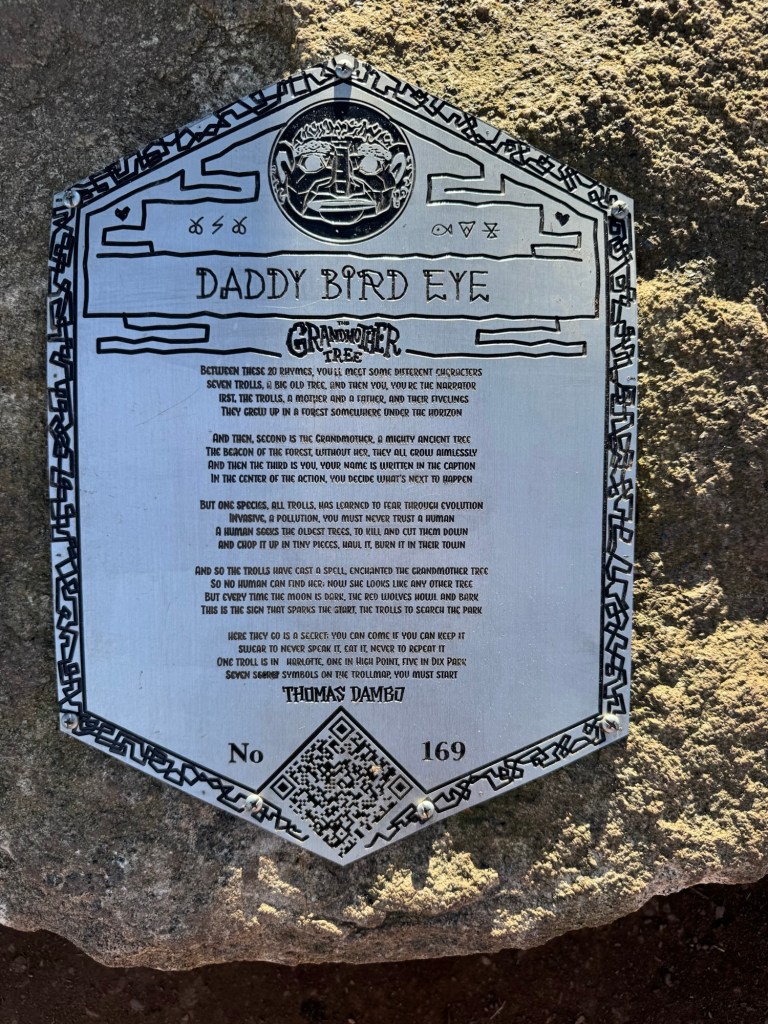 DADDY BIRD EYE
THE
GRANDMOTHER
TREE
BETWEEN THESE 20 RHYMES, YOU'LL MEET SOME DIFFERENT CHARACTERS
SEVEN TROLLS, A BIG OLD TREE, AND THEN YOU, YOU'RE THE NARRATOR
IRST, THE TROLLS, A MOTHER AND A FATHER, AND THEIR FIVELINGS
THEY GREW UP IN A FOREST SOMEWHERE UNDER THE HORIZON
AND THEN, SECOND IS THE GRANDMOTHER, A MIGHTY ANCIENT TREE
THE BEACON OF THE FOREST, WITHOUT HER, THEY ALL GROW AIMLESSLY
AND THEN THE THIRD IS YOU, YOUR NAME IS WRITTEN IN THE CAPTION
IN THE CENTER OF THE ACTION, YOU DECIDE WHAT'S NEXT TO HAPPEN
BUT ONE SPECIES, ALL TROLLS, HAS LEARNED TO FEAR THROUGH EVOLUTION
INVASIVE, A POLLUTION, YOU MUST NEVER TRUST A HUMAN
A HUMAN SEEKS THE OLDEST TREES, TO KILL AND CUT THEM DOWN
AND CHOP IT UP IN TINY PIECES, HAUL IT, BURN IT IN THEIR TOWN
AND SO THE TROLLS HAVE CAST A SPELL, ENCHANTED THE GRANDMOTHER TREE
SO NO HUMAN CAN FIND HER; NOW SHE LOOKS LIKE ANY OTHER TREE
BUT EVERY TIME THE MOON IS DARK, THE RED WOLVES HOWL AND BARK
THIS IS THE SIGN THAT SPARKS THE START, THE TROLLS TO SEARCH THE PARK
HERE THEY GO IS A SECRET; YOU CAN COME IF YOU CAN KEEP IT
SWEAR TO NEVER SPEAK IT, EAT IT, NEVER TO REPEAT IT
ONE TROLL IS IN HARLOTTE, ONE IN HIGH POINT, FIVE IN DIX PARK
SEVEN SECRET SYMBOLS ON THE TROLLMAP, YOU MUST START
THOMAS DAMBO
No 169